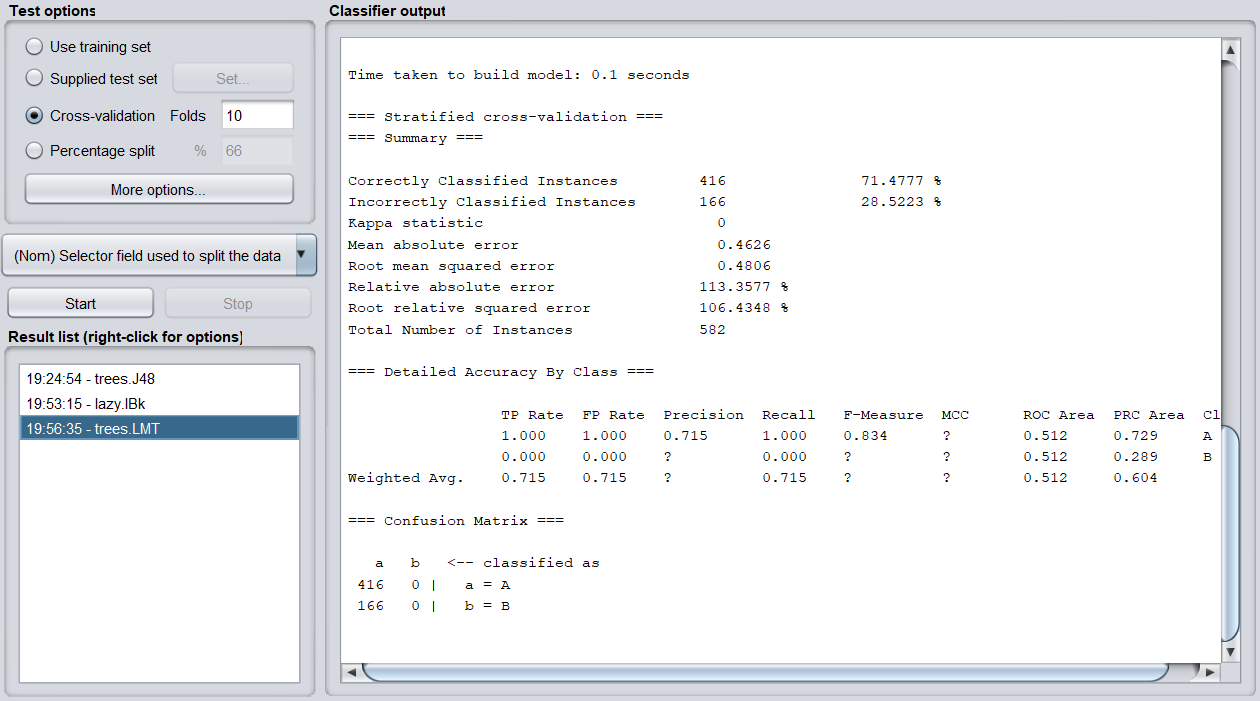 Test options
Use training set
Supplied test set Set...
Cross-validation Folds 10
Percentage split % 66
More options...
(Nom) Selector field used to split the data
Start Stop
Result list (right-click for options)
19:24:54 - trees.J48
19:53:15 - lazy.IBk
19:56:35 - trees.LMT
Classifier output
Time taken to build model: 0.1 seconds
=== Stratified cross-validation ===
=== Summary ===
Correctly Classified Instances 416 71.4777 %
Incorrectly Classified Instances 166 28.5223 %
Kappa statistic 0
Mean absolute error 0.4626
Root mean squared error 0.4806
Relative absolute error 113.3577 %
Root relative squared error 106.4348 %
Total Number of Instances 582
=== Detailed Accuracy By Class ===
TP Rate FP Rate Precision Recall F-Measure MCC ROC Area PRC Area Cl
1.000 1.000 0.715 1.000 0.834 ? 0.512 0.729 A
0.000 0.000 ? 0.000 ? ? 0.512 0.289 B
Weighted Avg. 0.715 0.715 ? 0.715 ? ? 0.512 0.604
=== Confusion Matrix ===
a b <-- classified as
416 0 | a = A
166 0 | b = B